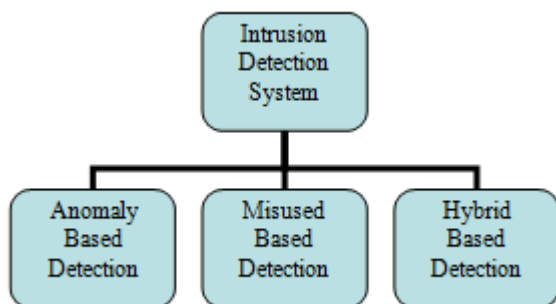 Intrusion
Detection
System
Anomaly
Based
Detection
Misused
Based
Detection
Hybrid
Based
Detection